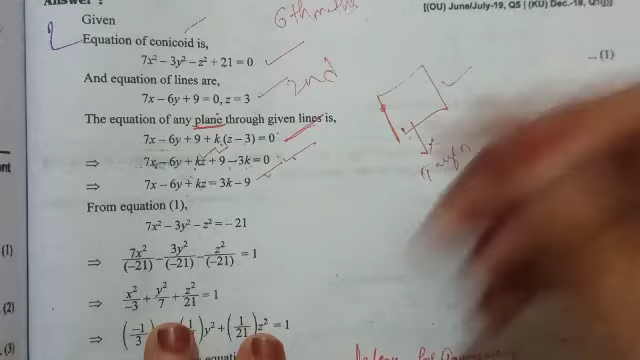 Answer :
[(OU) June/July-19, Q5 | (KU) Dec.-18, Q1
Given
6th maths
Equation of conicoid is,
7x² – 3y² – z² + 21 = 0
... (1)
And equation of lines are,
2nd
7x – 6y + 9 = 0, z = 3
The equation of any plane through given lines is,
7x – 6y + 9 + k(z – 3) = 0
⇒ 7x – 6y + kz + 9 – 3k = 0
⇒ 7x – 6y + kz = 3k – 9
From equation (1),
7x² – 3y² – z² = – 21
(1)
⇒ 7x²/(–21) – 3y²/(–21) – z²/(–21) = 1
⇒ x²/–3 + y²/7 + z²/21 = 1
(2)
⇒ (–1/3) y² + (1/21) z² = 1
(3)